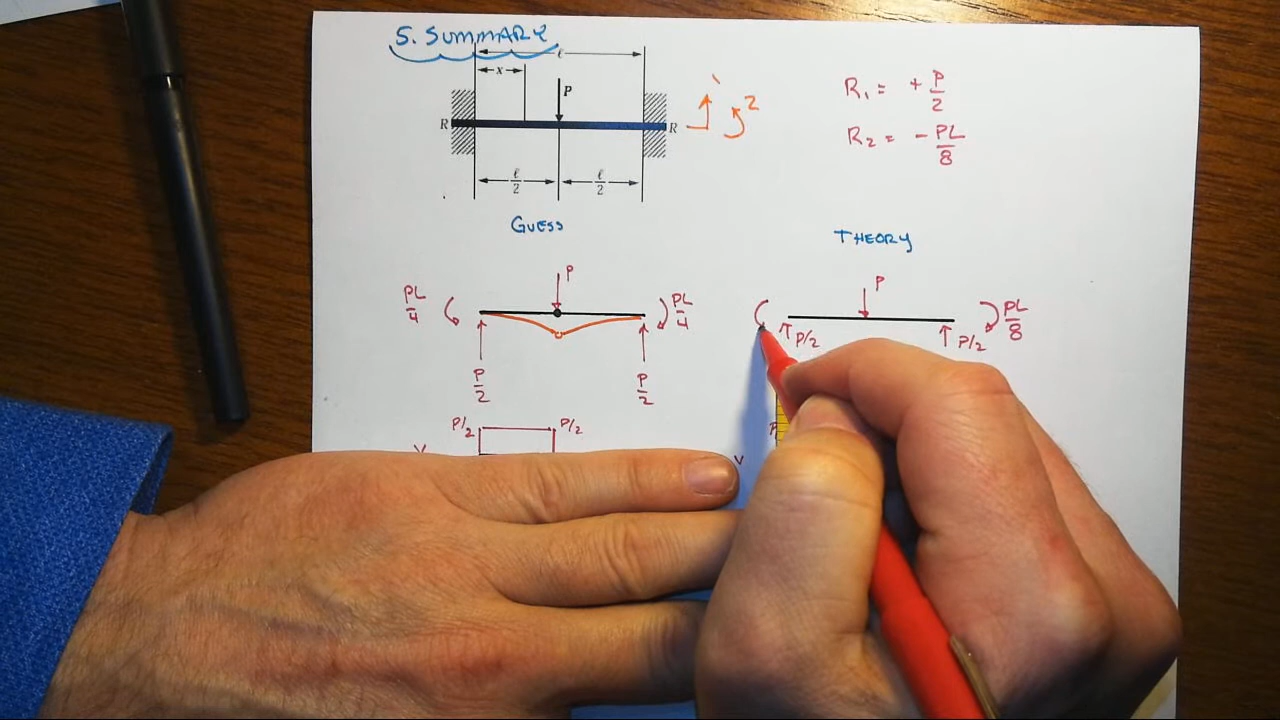 5. SUMMARY
ℓ
x
P
R R
1
2
ℓ/2 ℓ/2
R₁ = + P/2
R₂ = - PL/8
GUESS
THEORY
P
PL/4 PL/4
P/2 P/2
P/2 P/2
V
P
PL/8
P/2 P/2
V